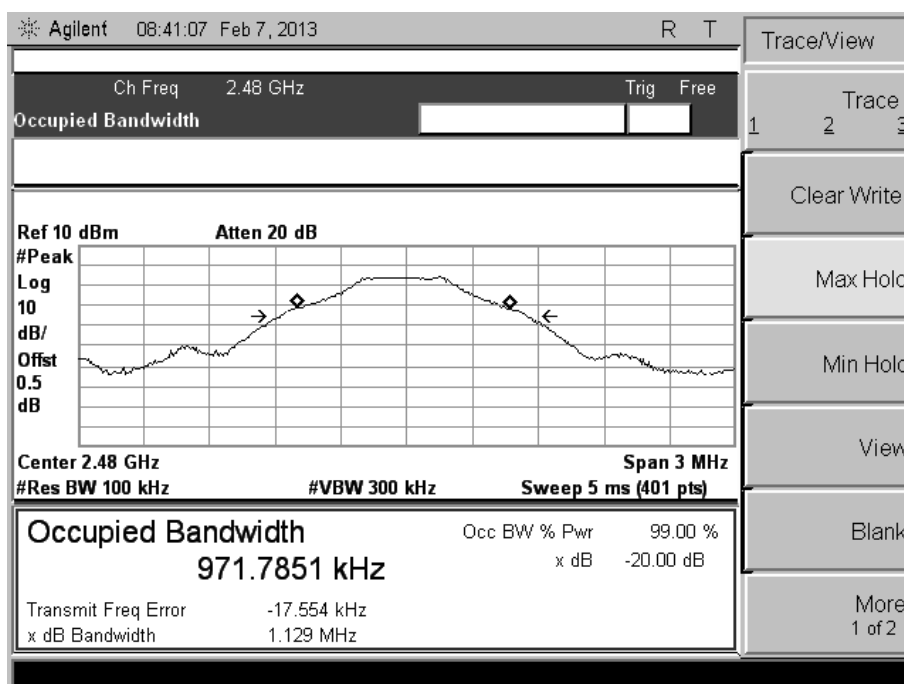 Agilent 08:41:07 Feb 7, 2013 R T
Trace/View
Ch Freq 2.48 GHz Trig Free
Occupied Bandwidth
Trace
1 2 3
Clear Write
Max Hold
Min Hold
View
Blank
More
1 of 2
Ref 10 dBm Atten 20 dB
#Peak
Log
10
dB/
Offst
0.5
dB
Center 2.48 GHz Span 3 MHz
#Res BW 100 kHz #VBW 300 kHz Sweep 5 ms (401 pts)
Occupied Bandwidth Occ BW % Pwr 99.00 %
971.7851 kHz x dB -20.00 dB
Transmit Freq Error -17.554 kHz
x dB Bandwidth 1.129 MHz